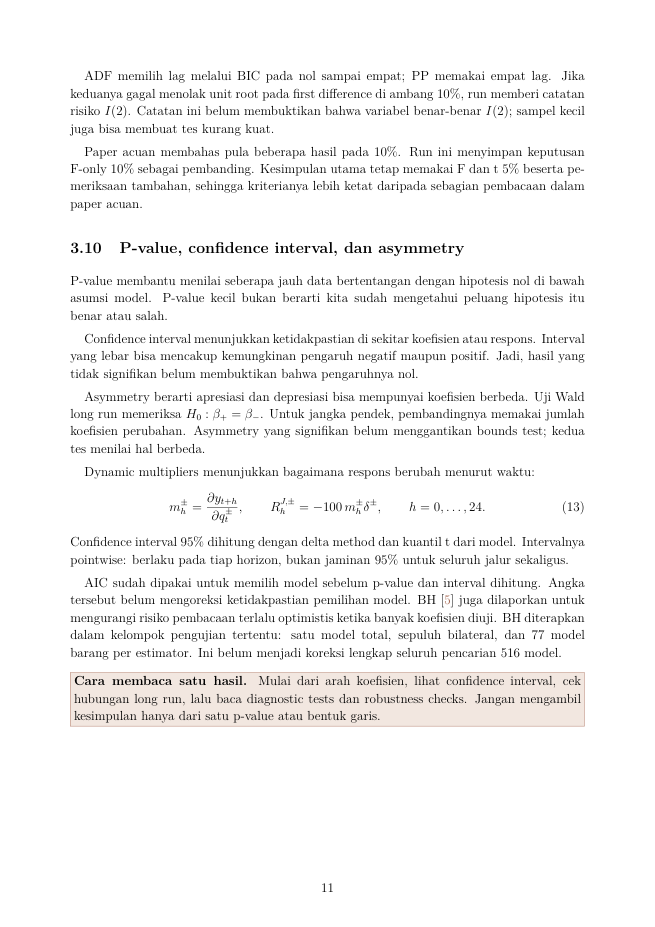 ADF memilih lag melalui BIC pada nol sampai empat; PP memakai empat lag. Jika
keduanya gagal menolak unit root pada first difference di ambang 10%, run memberi catatan
risiko I(2). Catatan ini belum membuktikan bahwa variabel benar-benar I(2); sampel kecil
juga bisa membuat tes kurang kuat.
Paper acuan membahas pula beberapa hasil pada 10%. Run ini menyimpan keputusan
F-only 10% sebagai pembanding. Kesimpulan utama tetap memakai F dan t 5% beserta pe-
meriksaan tambahan, sehingga kriterianya lebih ketat daripada sebagian pembacaan dalam
paper acuan.
3.10 P-value, confidence interval, dan asymmetry
P-value membantu menilai seberapa jauh data bertentangan dengan hipotesis nol di bawah
asumsi model. P-value kecil bukan berarti kita sudah mengetahui peluang hipotesis itu
benar atau salah.
Confidence interval menunjukkan ketidakpastian di sekitar koefisien atau respons. Interval
yang lebar bisa mencakup kemungkinan pengaruh negatif maupun positif. Jadi, hasil yang
tidak signifikan belum membuktikan bahwa pengaruhnya nol.
Asymmetry berarti apresiasi dan depresiasi bisa mempunyai koefisien berbeda. Uji Wald
long run memeriksa H₀ : β₊ = β₋. Untuk jangka pendek, pembandingnya memakai jumlah
koefisien perubahan. Asymmetry yang signifikan belum menggantikan bounds test; kedua
tes menilai hal berbeda.
Dynamic multipliers menunjukkan bagaimana respons berubah menurut waktu:
m_h^± = ∂y_{t+h} / ∂q_t^±, R_h^{J,±} = −100 m_h^± δ^±, h = 0, . . . , 24. (13)
Confidence interval 95% dihitung dengan delta method dan kuantil t dari model. Intervalnya
pointwise: berlaku pada tiap horizon, bukan jaminan 95% untuk seluruh jalur sekaligus.
AIC sudah dipakai untuk memilih model sebelum p-value dan interval dihitung. Angka
tersebut belum mengoreksi ketidakpastian pemilihan model. BH [5] juga dilaporkan untuk
mengurangi risiko pembacaan terlalu optimistis ketika banyak koefisien diuji. BH diterapkan
dalam kelompok pengujian tertentu: satu model total, sepuluh bilateral, dan 77 model
barang per estimator. Ini belum menjadi koreksi lengkap seluruh pencarian 516 model.
Cara membaca satu hasil. Mulai dari arah koefisien, lihat confidence interval, cek
hubungan long run, lalu baca diagnostic tests dan robustness checks. Jangan mengambil
kesimpulan hanya dari satu p-value atau bentuk garis.
11